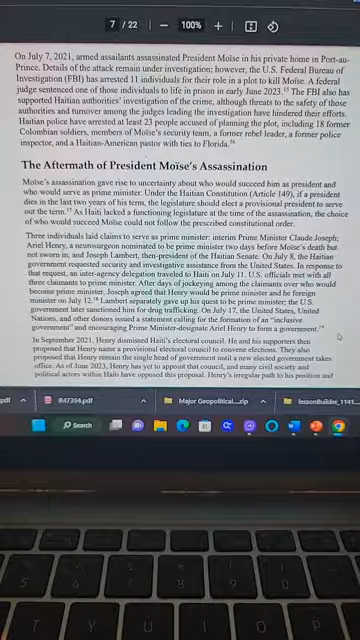 7 / 22 — 100% +
On July 7, 2021, armed assailants assassinated President Moïse in his private home in Port-au-
Prince. Details of the attack remain under investigation; however, the U.S. Federal Bureau of
Investigation (FBI) has arrested 11 individuals for their role in a plot to kill Moïse. A federal
judge sentenced one of those individuals to life in prison in early June 2023.¹⁵ The FBI also has
supported Haitian authorities' investigation of the crime, although threats to the safety of those
authorities and turnover among the judges leading the investigation have hindered their efforts.
Haitian police have arrested at least 23 people accused of planning the plot, including 18 former
Colombian soldiers, members of Moïse's security team, a former rebel leader, a former police
inspector, and a Haitian-American pastor with ties to Florida.¹⁶
The Aftermath of President Moïse's Assassination
Moïse's assassination gave rise to uncertainty about who would succeed him as president and
who would serve as prime minister. Under the Haitian Constitution (Article 149), if a president
dies in the last two years of his term, the legislature should elect a provisional president to serve
out the term.¹⁷ As Haiti lacked a functioning legislature at the time of the assassination, the choice
of who would succeed Moïse could not follow the prescribed constitutional order.
Three individuals laid claims to serve as prime minister: interim Prime Minister Claude Joseph;
Ariel Henry, a neurosurgeon nominated to be prime minister two days before Moïse's death but
not sworn in; and Joseph Lambert, then-president of the Haitian Senate. On July 8, the Haitian
government requested security and investigative assistance from the United States. In response to
that request, an inter-agency delegation traveled to Haiti on July 11. U.S. officials met with all
three claimants to prime minister. After days of jockeying among the claimants over who would
become prime minister, Joseph agreed that Henry would be prime minister and he foreign
minister on July 12.¹⁸ Lambert separately gave up his quest to be prime minister; the U.S.
government later sanctioned him for drug trafficking. On July 17, the United States, United
Nations, and other donors issued a statement calling for the formation of an "inclusive
government" and encouraging Prime Minister-designate Ariel Henry to form a government.¹⁹
In September 2021, Henry dismissed Haiti's electoral council. He and his supporters then
proposed that Henry name a provisional electoral council to convene elections. They also
proposed that Henry remain the single head of government until a new elected government takes
office. As of June 2023, Henry has yet to appoint that council, and many civil society and
political actors within Haiti have opposed this proposal. Henry's irregular path to his position and
pdf
R47394.pdf
Major Geopolitical....zip
lessonBuilder_1141...
Search
5 6 7 8 9 0
T Y U I O P